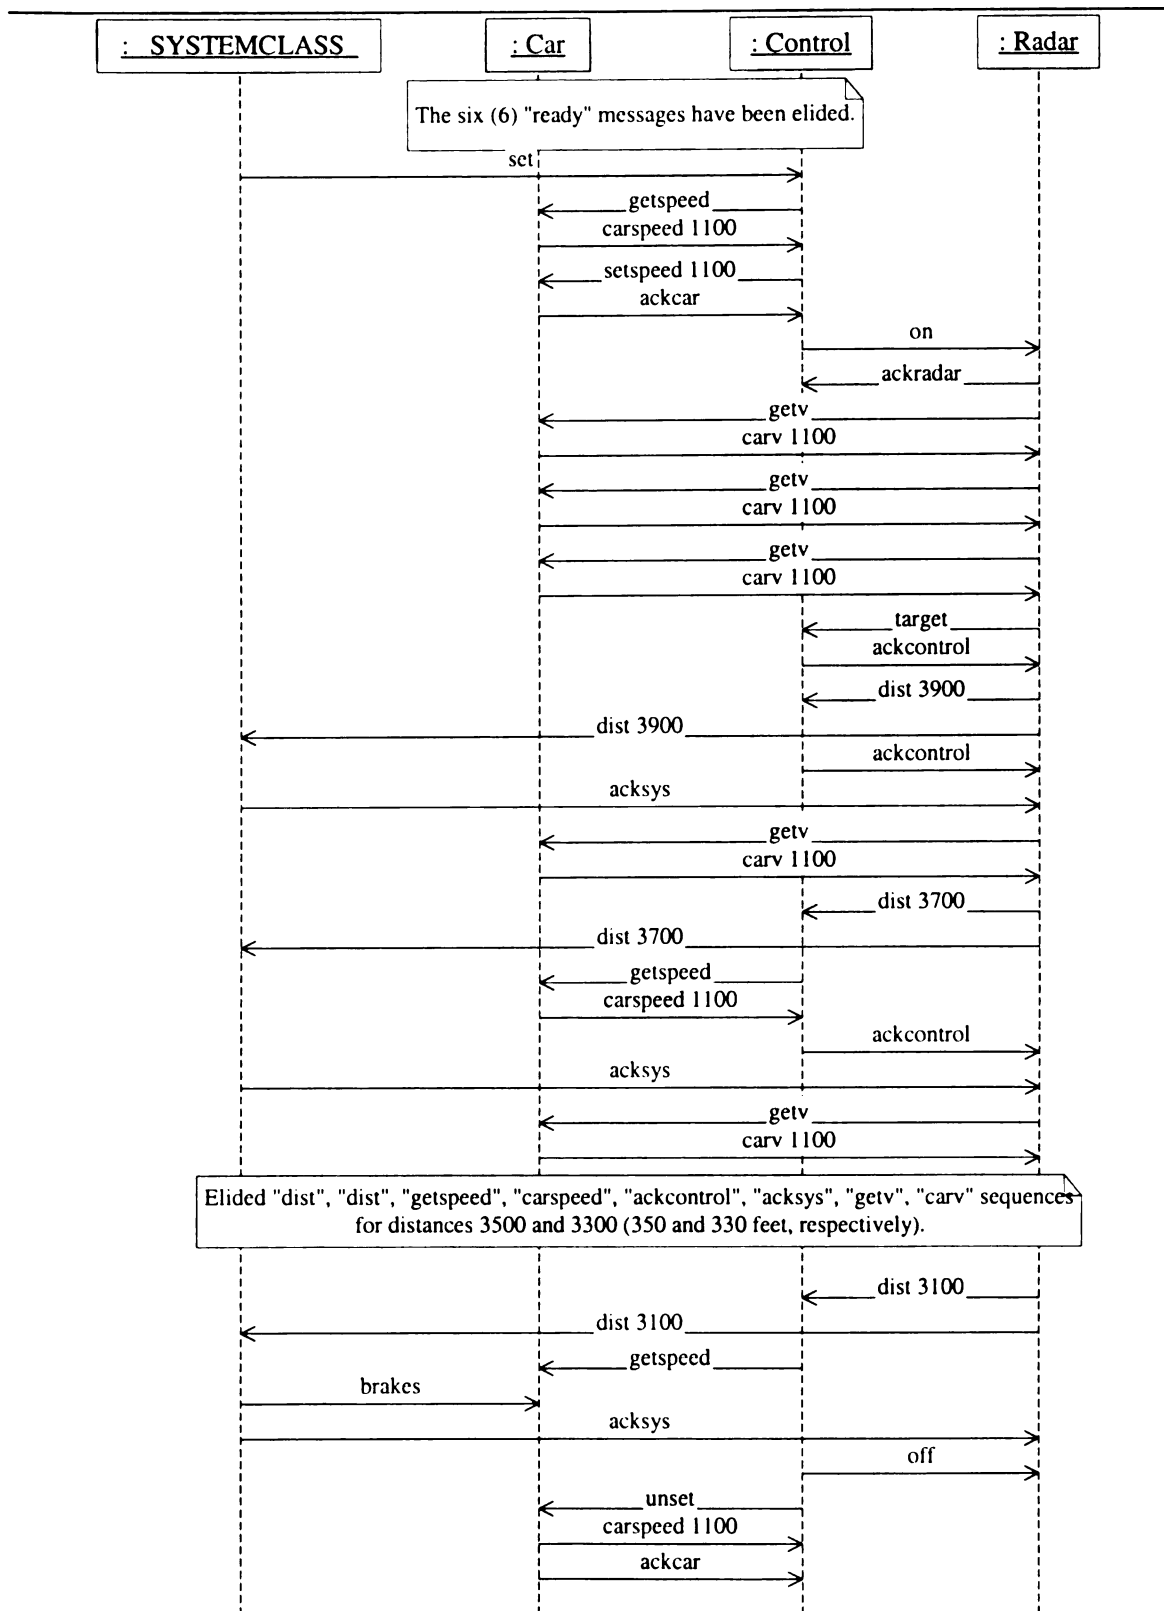 : SYSTEMCLASS
: Car
: Control
: Radar
The six (6) "ready" messages have been elided.
set
getspeed
carspeed 1100
setspeed 1100
ackcar
on
ackradar
getv
carv 1100
getv
carv 1100
getv
carv 1100
target
ackcontrol
dist 3900
dist 3900
ackcontrol
acksys
getv
carv 1100
dist 3700
dist 3700
getspeed
carspeed 1100
ackcontrol
acksys
getv
carv 1100
Elided "dist", "dist", "getspeed", "carspeed", "ackcontrol", "acksys", "getv", "carv" sequences
for distances 3500 and 3300 (350 and 330 feet, respectively).
dist 3100
dist 3100
getspeed
brakes
acksys
off
unset
carspeed 1100
ackcar